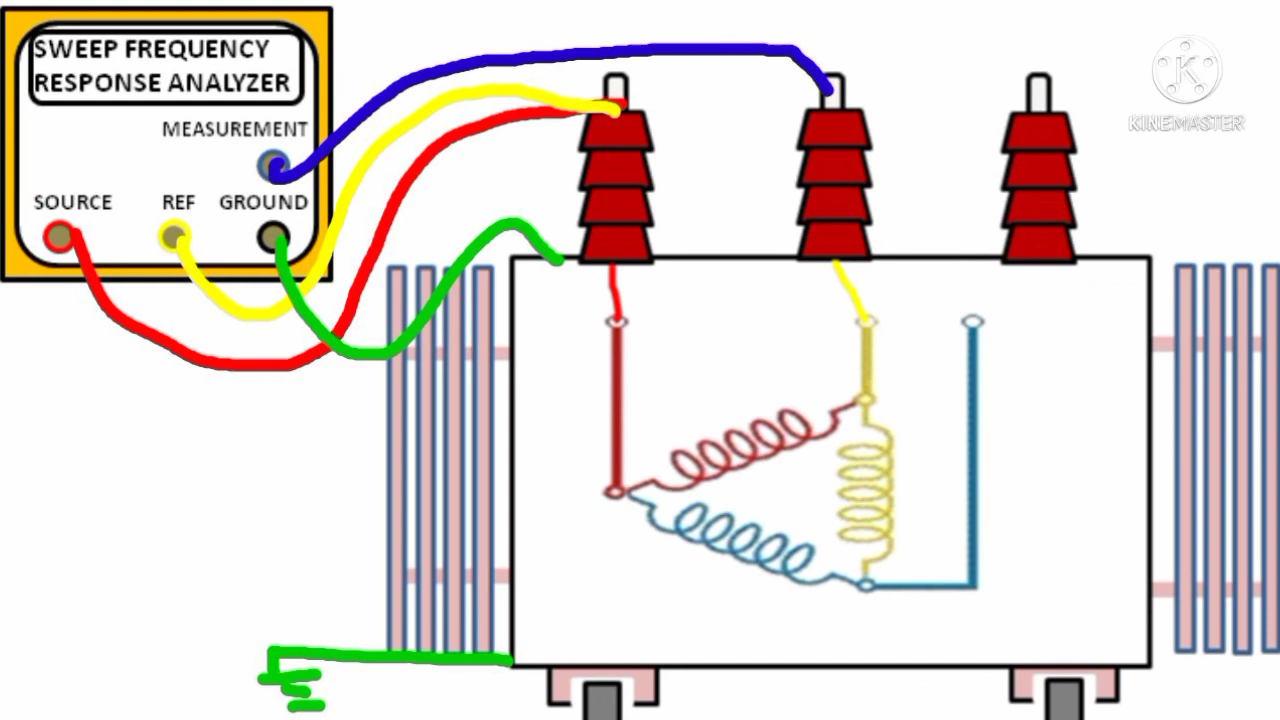 SWEEP FREQUENCY
RESPONSE ANALYZER
MEASUREMENT
SOURCE REF GROUND
K
KINEMASTER